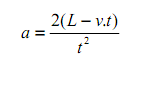 a = 2(L − v.t) / t²